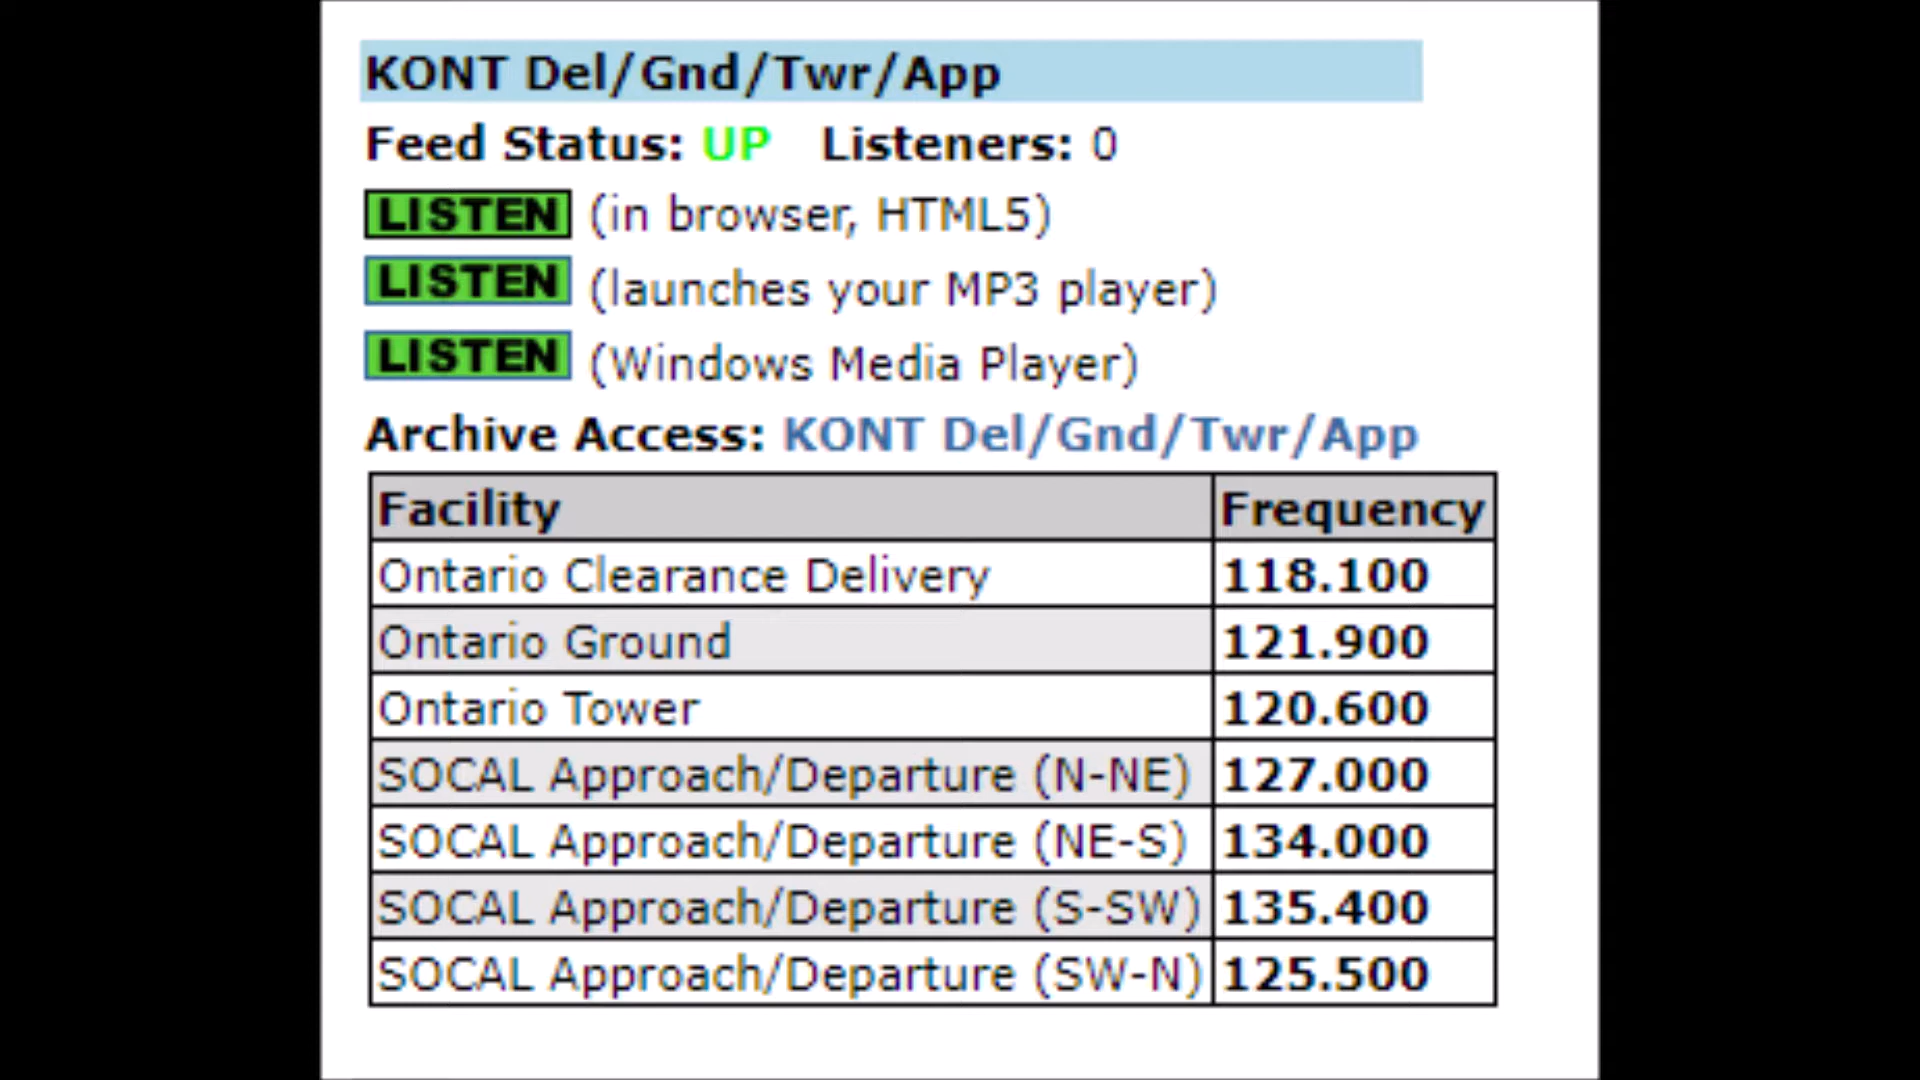 KONT Del/Gnd/Twr/App
Feed Status: UP Listeners: 0
LISTEN (in browser, HTML5)
LISTEN (launches your MP3 player)
LISTEN (Windows Media Player)
Archive Access: KONT Del/Gnd/Twr/App
Facility Frequency
Ontario Clearance Delivery 118.100
Ontario Ground 121.900
Ontario Tower 120.600
SOCAL Approach/Departure (N-NE) 127.000
SOCAL Approach/Departure (NE-S) 134.000
SOCAL Approach/Departure (S-SW) 135.400
SOCAL Approach/Departure (SW-N) 125.500